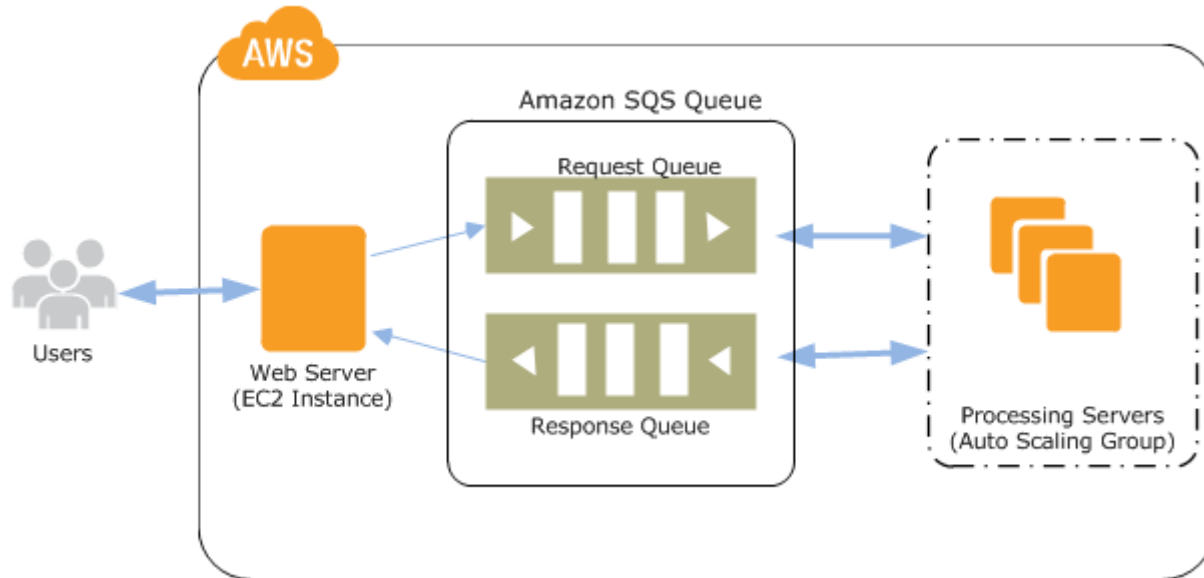 AWS
Amazon SQS Queue
Request Queue
Users
Web Server
(EC2 Instance)
Response Queue
Processing Servers
(Auto Scaling Group)